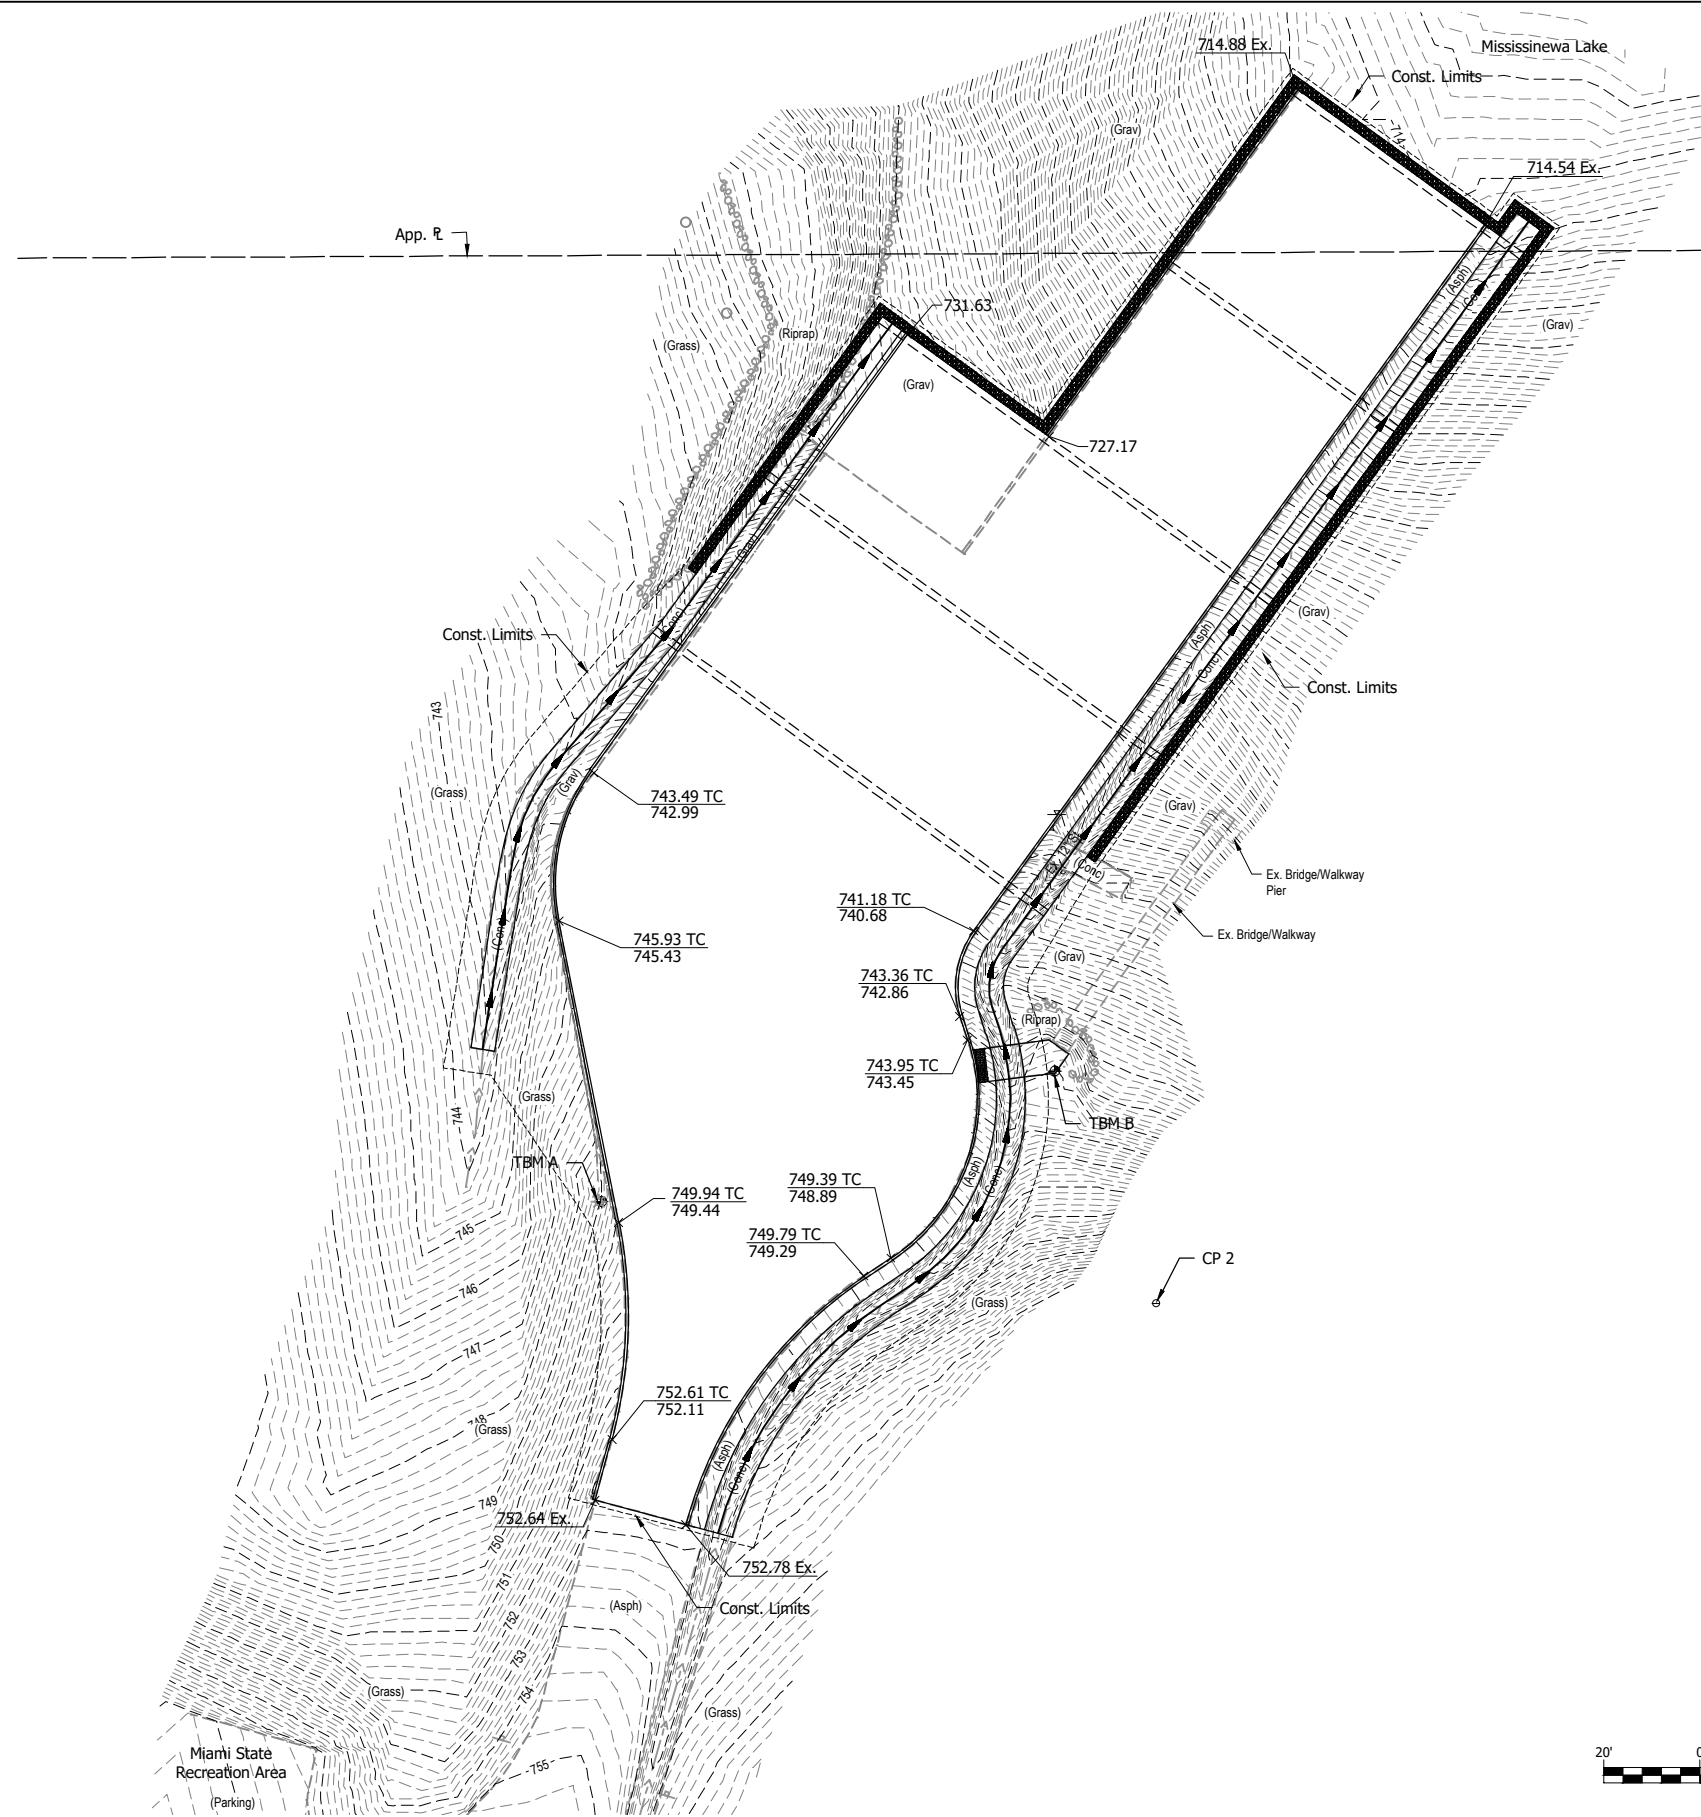 714.88 Ex.
Mississinewa Lake
Const. Limits
(Grav)
714
714.54 Ex.
App. PL
(Asph)
731.63
(Riprap)
(Grass)
(Grav)
(Grav)
727.17
(Grav)
(Grav)
(Conc)
Const. Limits
(Asph)
(Conc)
Const. Limits
743
(Grass)
(Grav)
743.49 TC
742.99
(Grav)
(Conc)
Ex. Bridge/Walkway
Pier
741.18 TC
740.68
Ex. Bridge/Walkway
(Conc)
745.93 TC
745.43
(Grav)
743.36 TC
742.86
(Riprap)
743.95 TC
743.45
(Grass)
744
TBM B
TBM A
749.39 TC
748.89
(Asph)
(Conc)
749.94 TC
749.44
745
749.79 TC
749.29
CP 2
746
(Grass)
747
752.61 TC
752.11
748
(Grass)
(Asph)
(Conc)
749
752.64 Ex.
750
752.78 Ex.
751
(Asph)
Const. Limits
752
753
754
(Grass)
(Grass)
Miami State
Recreation Area
755
(Parking)
20'
0